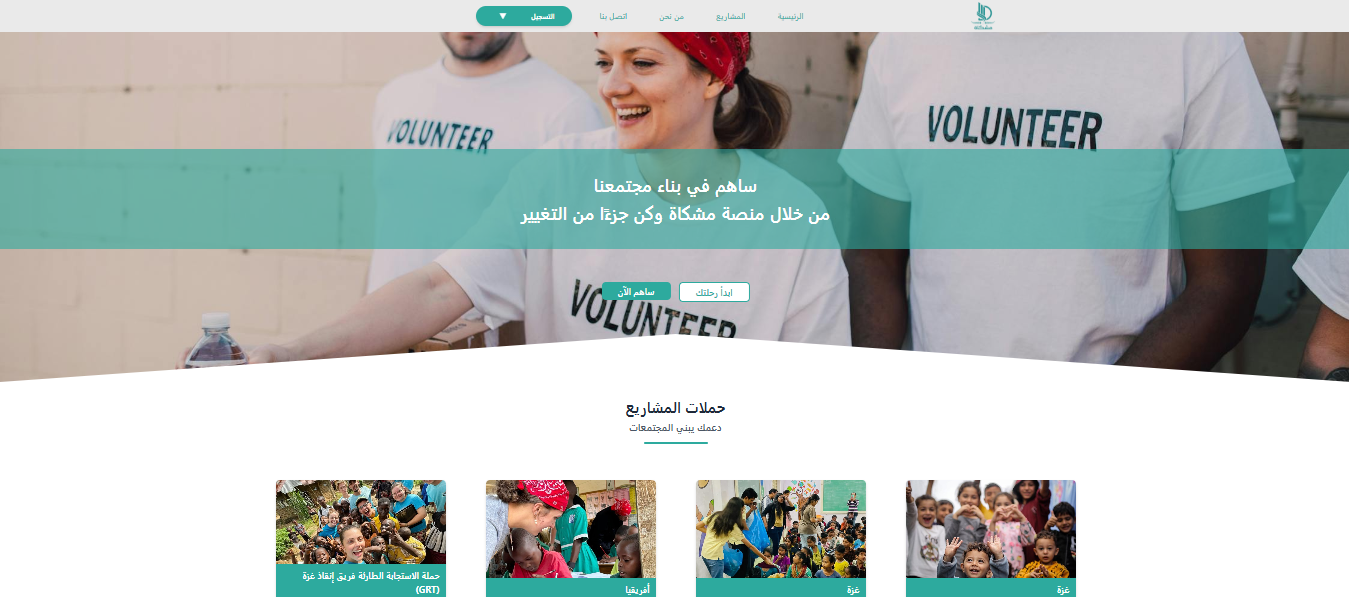 مشكاة
الرئيسية
المشاريع
من نحن
اتصل بنا
التسجيل ▼
VOLUNTEER
VOLUNTEER
ساهم في بناء مجتمعنا
من خلال منصة مشكاة وكن جزءًا من التغيير
ابدأ رحلتك
ساهم الآن
VOLUNTEER
حملات المشاريع
دعمك يبني المجتمعات
غزة
غزة
أفريقيا
حملة الاستجابة الطارئة فريق إنقاذ غزة
(GRT)